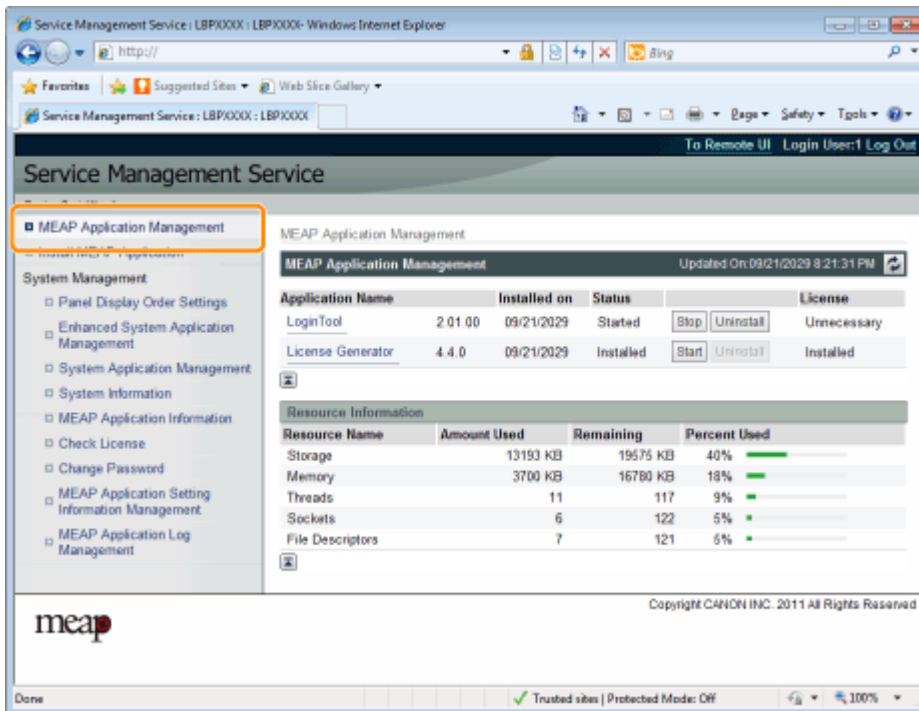 Service Management Service : LBPXXXX : LBPXXXX- Windows Internet Explorer
http://
Bing
Favorites Suggested Sites Web Slice Gallery
Service Management Service : LBPXXXX : LBPXXXX
Page Safety Tools
To Remote UI Login User:1 Log Out
Service Management Service
MEAP Application Management
Install MEAP Application
System Management
Panel Display Order Settings
Enhanced System Application
Management
System Application Management
System Information
MEAP Application Information
Check License
Change Password
MEAP Application Setting
Information Management
MEAP Application Log
Management
MEAP Application Management
MEAP Application Management Updated On:09/21/2029 8:21:31 PM
Application Name Installed on Status License
LoginTool 2.01.00 09/21/2029 Started Stop Uninstall Unnecessary
License Generator 4.4.0 09/21/2029 Installed Start Uninstall Installed
Resource Information
Resource Name Amount Used Remaining Percent Used
Storage 13193 KB 19575 KB 40%
Memory 3700 KB 16780 KB 18%
Threads 11 117 9%
Sockets 6 122 5%
File Descriptors 7 121 6%
Copyright CANON INC. 2011 All Rights Reserved
meap
Done Trusted sites | Protected Mode: Off 100%